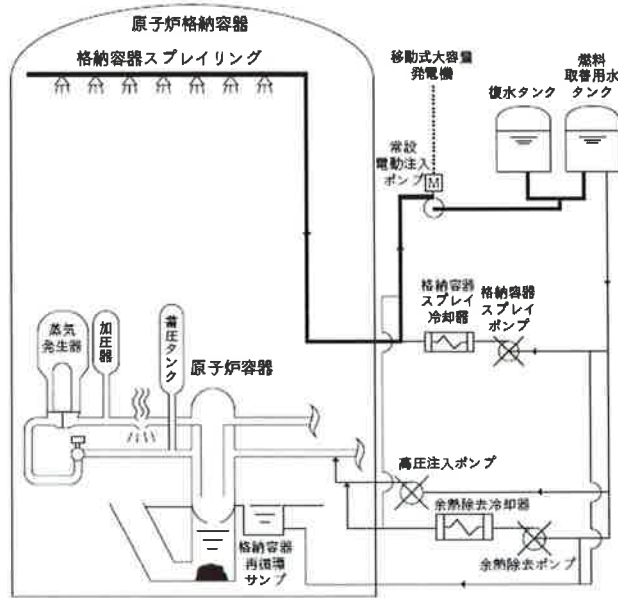 原子炉格納容器
格納容器スプレイリング
移動式大容量
発電機
燃料
取替用水
タンク
復水タンク
常設
電動注入
ポンプ
M
格納容器
スプレイ
冷却器
格納容器
スプレイ
ポンプ
蒸気
発生器
加圧器
蓄圧タンク
原子炉容器
高圧注入ポンプ
余熱除去冷却器
余熱除去ポンプ
格納容器
再循環
サンプ